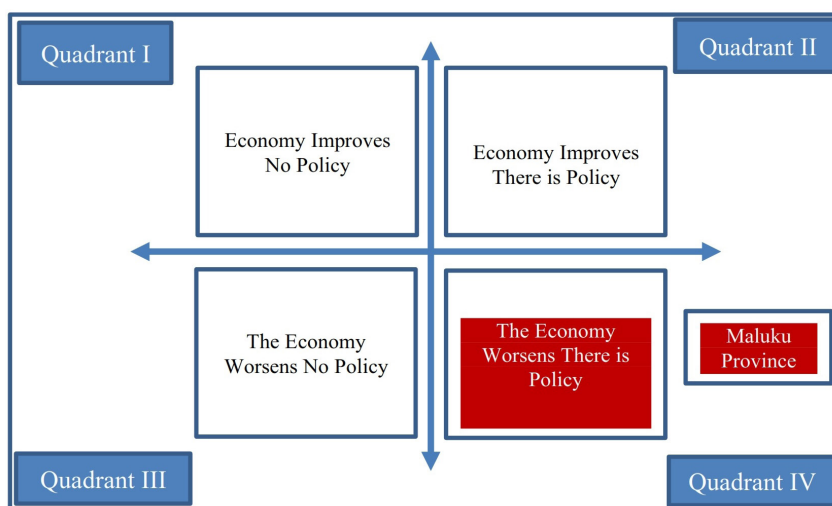 Quadrant I
Quadrant II
Economy Improves
No Policy
Economy Improves
There is Policy
The Economy
Worsens No Policy
The Economy
Worsens There is
Policy
Maluku
Province
Quadrant III
Quadrant IV